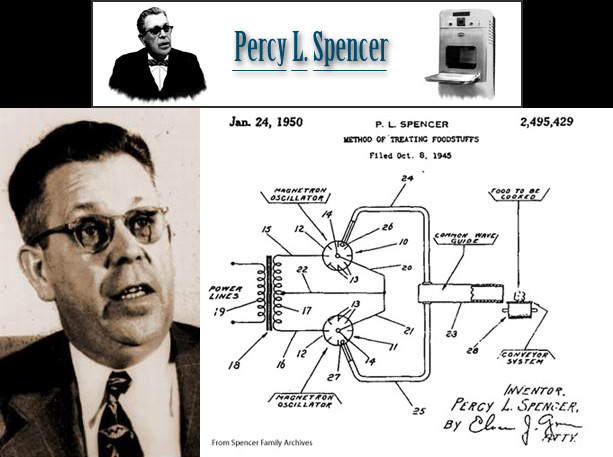 Percy L. Spencer
Jan. 24, 1950
P. L. SPENCER
2,495,429
METHOD OF TREATING FOODSTUFFS
Filed Oct. 8, 1945
24
MAGNETRON
OSCILLATOR
FOOD TO BE
COOKED
14
26
15
12
10
COMMON WAVE
GUIDE
13
20
22
POWER
LINES
19
17
13
12
21
11
23
28
18
16
14
27
CONVEYOR
SYSTEM
MAGNETRON
OSCILLATOR
25
INVENTOR.
PERCY L. SPENCER,
BY
ATTY.
From Spencer Family Archives